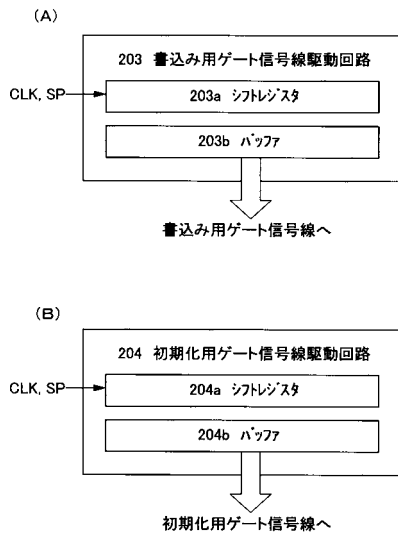 (A)
203 書込み用ゲート信号線駆動回路
CLK, SP
203a シフトレジスタ
203b バッファ
書込み用ゲート信号線へ
(B)
204 初期化用ゲート信号線駆動回路
CLK, SP
204a シフトレジスタ
204b バッファ
初期化用ゲート信号線へ